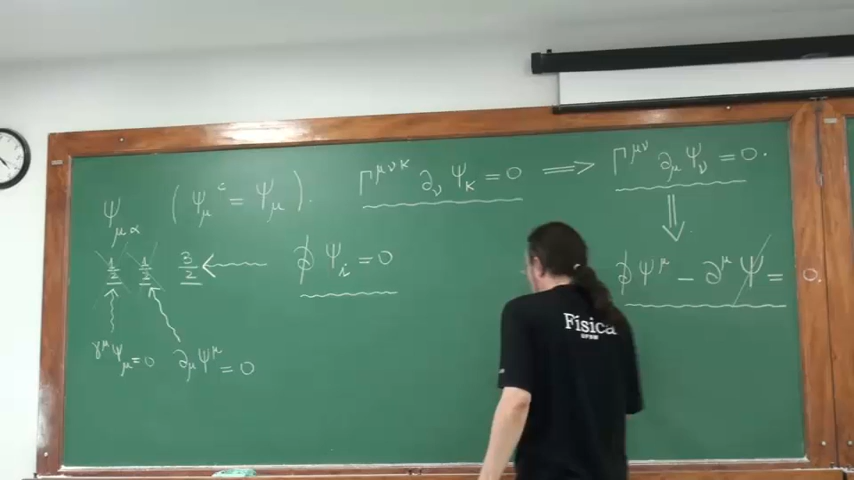 ψ_μα (ψ_μ^c = ψ_μ).
Γ^μνκ ∂_ν ψ_κ = 0 ⟹ Γ^μν ∂_μ ψ_ν = 0.
1/2 1/2 3/2 ← ∂̸ ψ_i = 0
∂̸ ψ^μ − ∂^μ ψ̸ = 0
γ^μ ψ_μ = 0 ∂_μ ψ^μ = 0
Física
UFSM